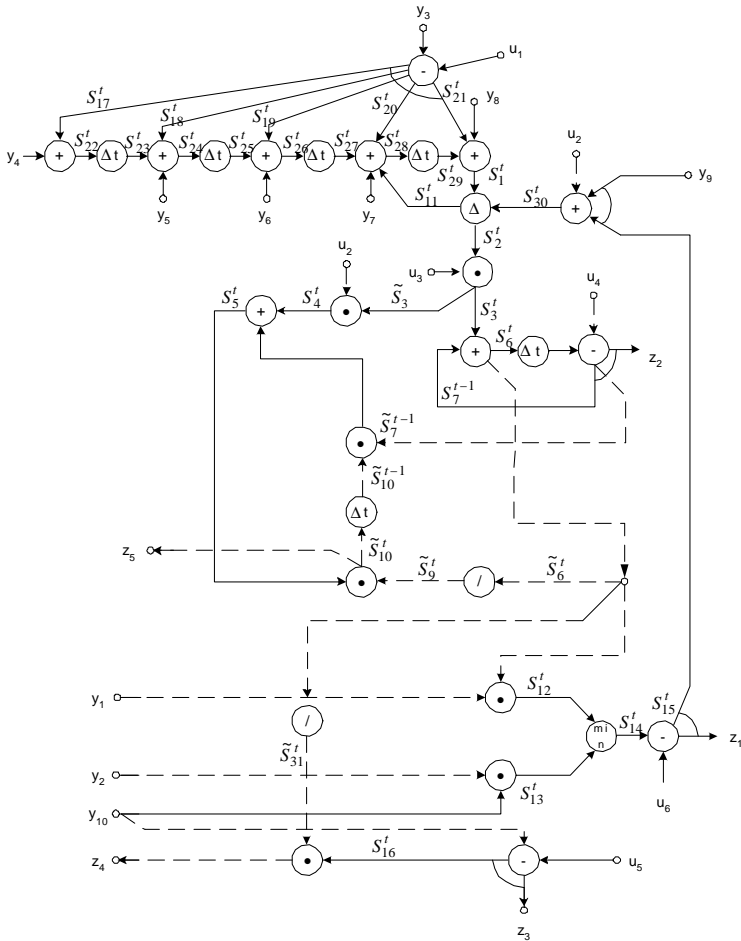 y₃
u₁
-
S₁₇ᵗ
S₁₈ᵗ
S₁₉ᵗ
S₂₀ᵗ
S₂₁ᵗ
y₈
y₄
+
S₂₂ᵗ
Δt
S₂₃ᵗ
+
S₂₄ᵗ
Δt
S₂₅ᵗ
+
S₂₆ᵗ
Δt
S₂₇ᵗ
+
S₂₈ᵗ
Δt
S₂₉ᵗ
+
S₁ᵗ
u₂
y₉
y₅
y₆
y₇
S₁₁ᵗ
Δ
S₃₀ᵗ
+
S₂ᵗ
u₂
u₃
•
u₄
S₅ᵗ
+
S₄ᵗ
•
S̃₃
S₃ᵗ
+
S₆ᵗ
Δt
-
z₂
S₇ᵗ⁻¹
•
S̃₇ᵗ⁻¹
S̃₁₀ᵗ⁻¹
Δt
z₅
S̃₁₀ᵗ
•
S̃₉ᵗ
/
S̃₆ᵗ
y₁
•
S₁₂ᵗ
/
min
S₁₄ᵗ
-
S₁₅ᵗ
z₁
S̃₃₁ᵗ
y₂
•
S₁₃ᵗ
u₆
y₁₀
z₄
•
S₁₆ᵗ
-
u₅
z₃